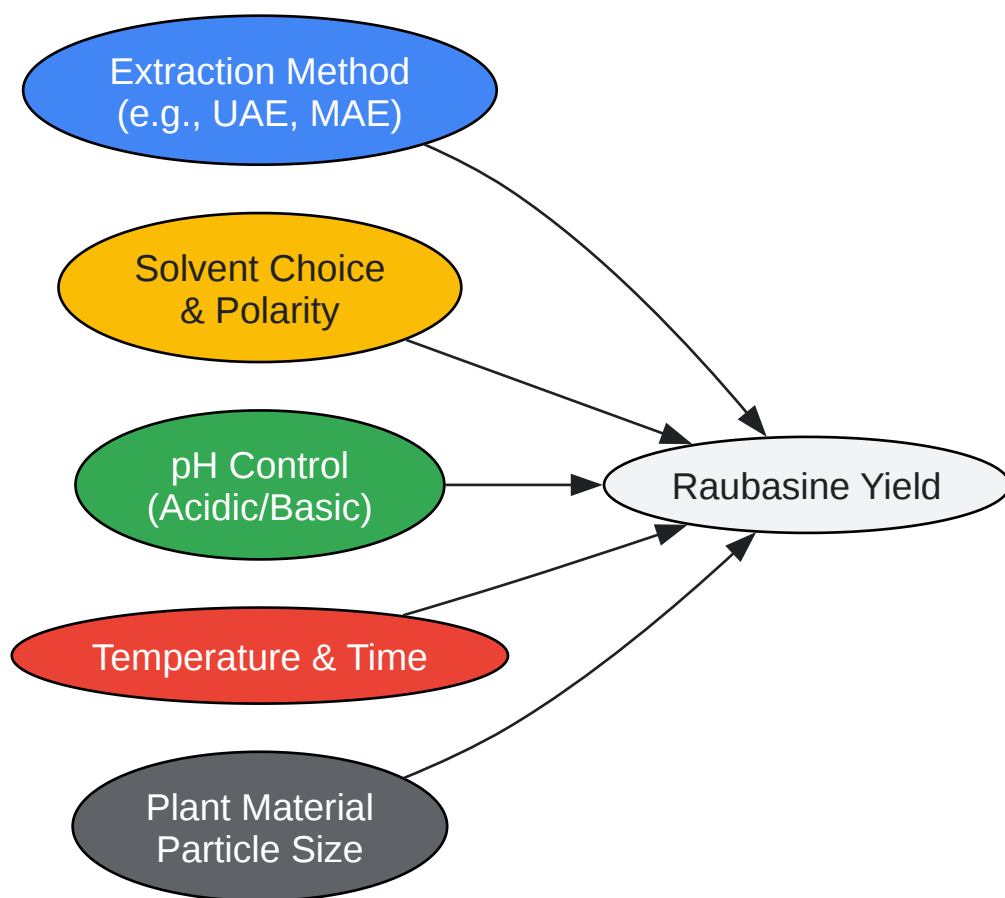 Extraction Method
(e.g., UAE, MAE)
Solvent Choice
& Polarity
pH Control
(Acidic/Basic)
Raubasine Yield
Temperature & Time
Plant Material
Particle Size